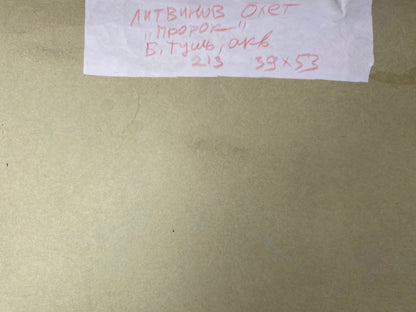 ЛИТВИНОВ Олег
"Пророк"
Б, тушь, акв
213 39×53